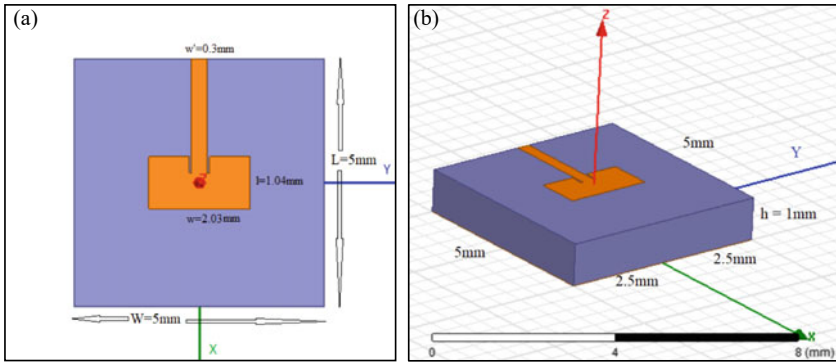 (a)
w'=0.3mm
L=5mm
Y
l=1.04mm
w=2.03mm
W=5mm
X
(b)
Z
5mm
Y
h = 1mm
5mm
2.5mm
2.5mm
X
0
4
8 (mm)